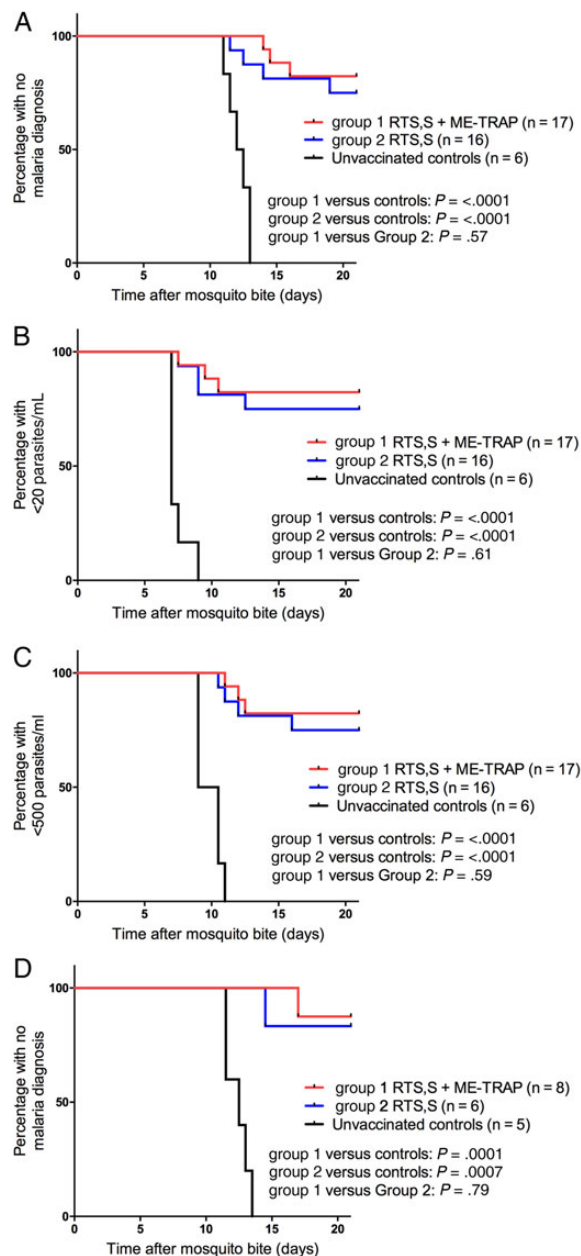 A
Percentage with no
malaria diagnosis
100
50
0
0 5 10 15 20
Time after mosquito bite (days)
group 1 RTS,S + ME-TRAP (n = 17)
group 2 RTS,S (n = 16)
Unvaccinated controls (n = 6)
group 1 versus controls: P = <.0001
group 2 versus controls: P = <.0001
group 1 versus Group 2: P = .57
B
Percentage with
<20 parasites/mL
100
50
0
0 5 10 15 20
Time after mosquito bite (days)
group 1 RTS,S + ME-TRAP (n = 17)
group 2 RTS,S (n = 16)
Unvaccinated controls (n = 6)
group 1 versus controls: P = <.0001
group 2 versus controls: P = <.0001
group 1 versus Group 2: P = .61
C
Percentage with
<500 parasites/ml
100
50
0
0 5 10 15 20
Time after mosquito bite (days)
group 1 RTS,S + ME-TRAP (n = 17)
group 2 RTS,S (n = 16)
Unvaccinated controls (n = 6)
group 1 versus controls: P = <.0001
group 2 versus controls: P = <.0001
group 1 versus Group 2: P = .59
D
Percentage with no
malaria diagnosis
100
50
0
0 5 10 15 20
Time after mosquito bite (days)
group 1 RTS,S + ME-TRAP (n = 8)
group 2 RTS,S (n = 6)
Unvaccinated controls (n = 5)
group 1 versus controls: P = .0001
group 2 versus controls: P = .0007
group 1 versus Group 2: P = .79